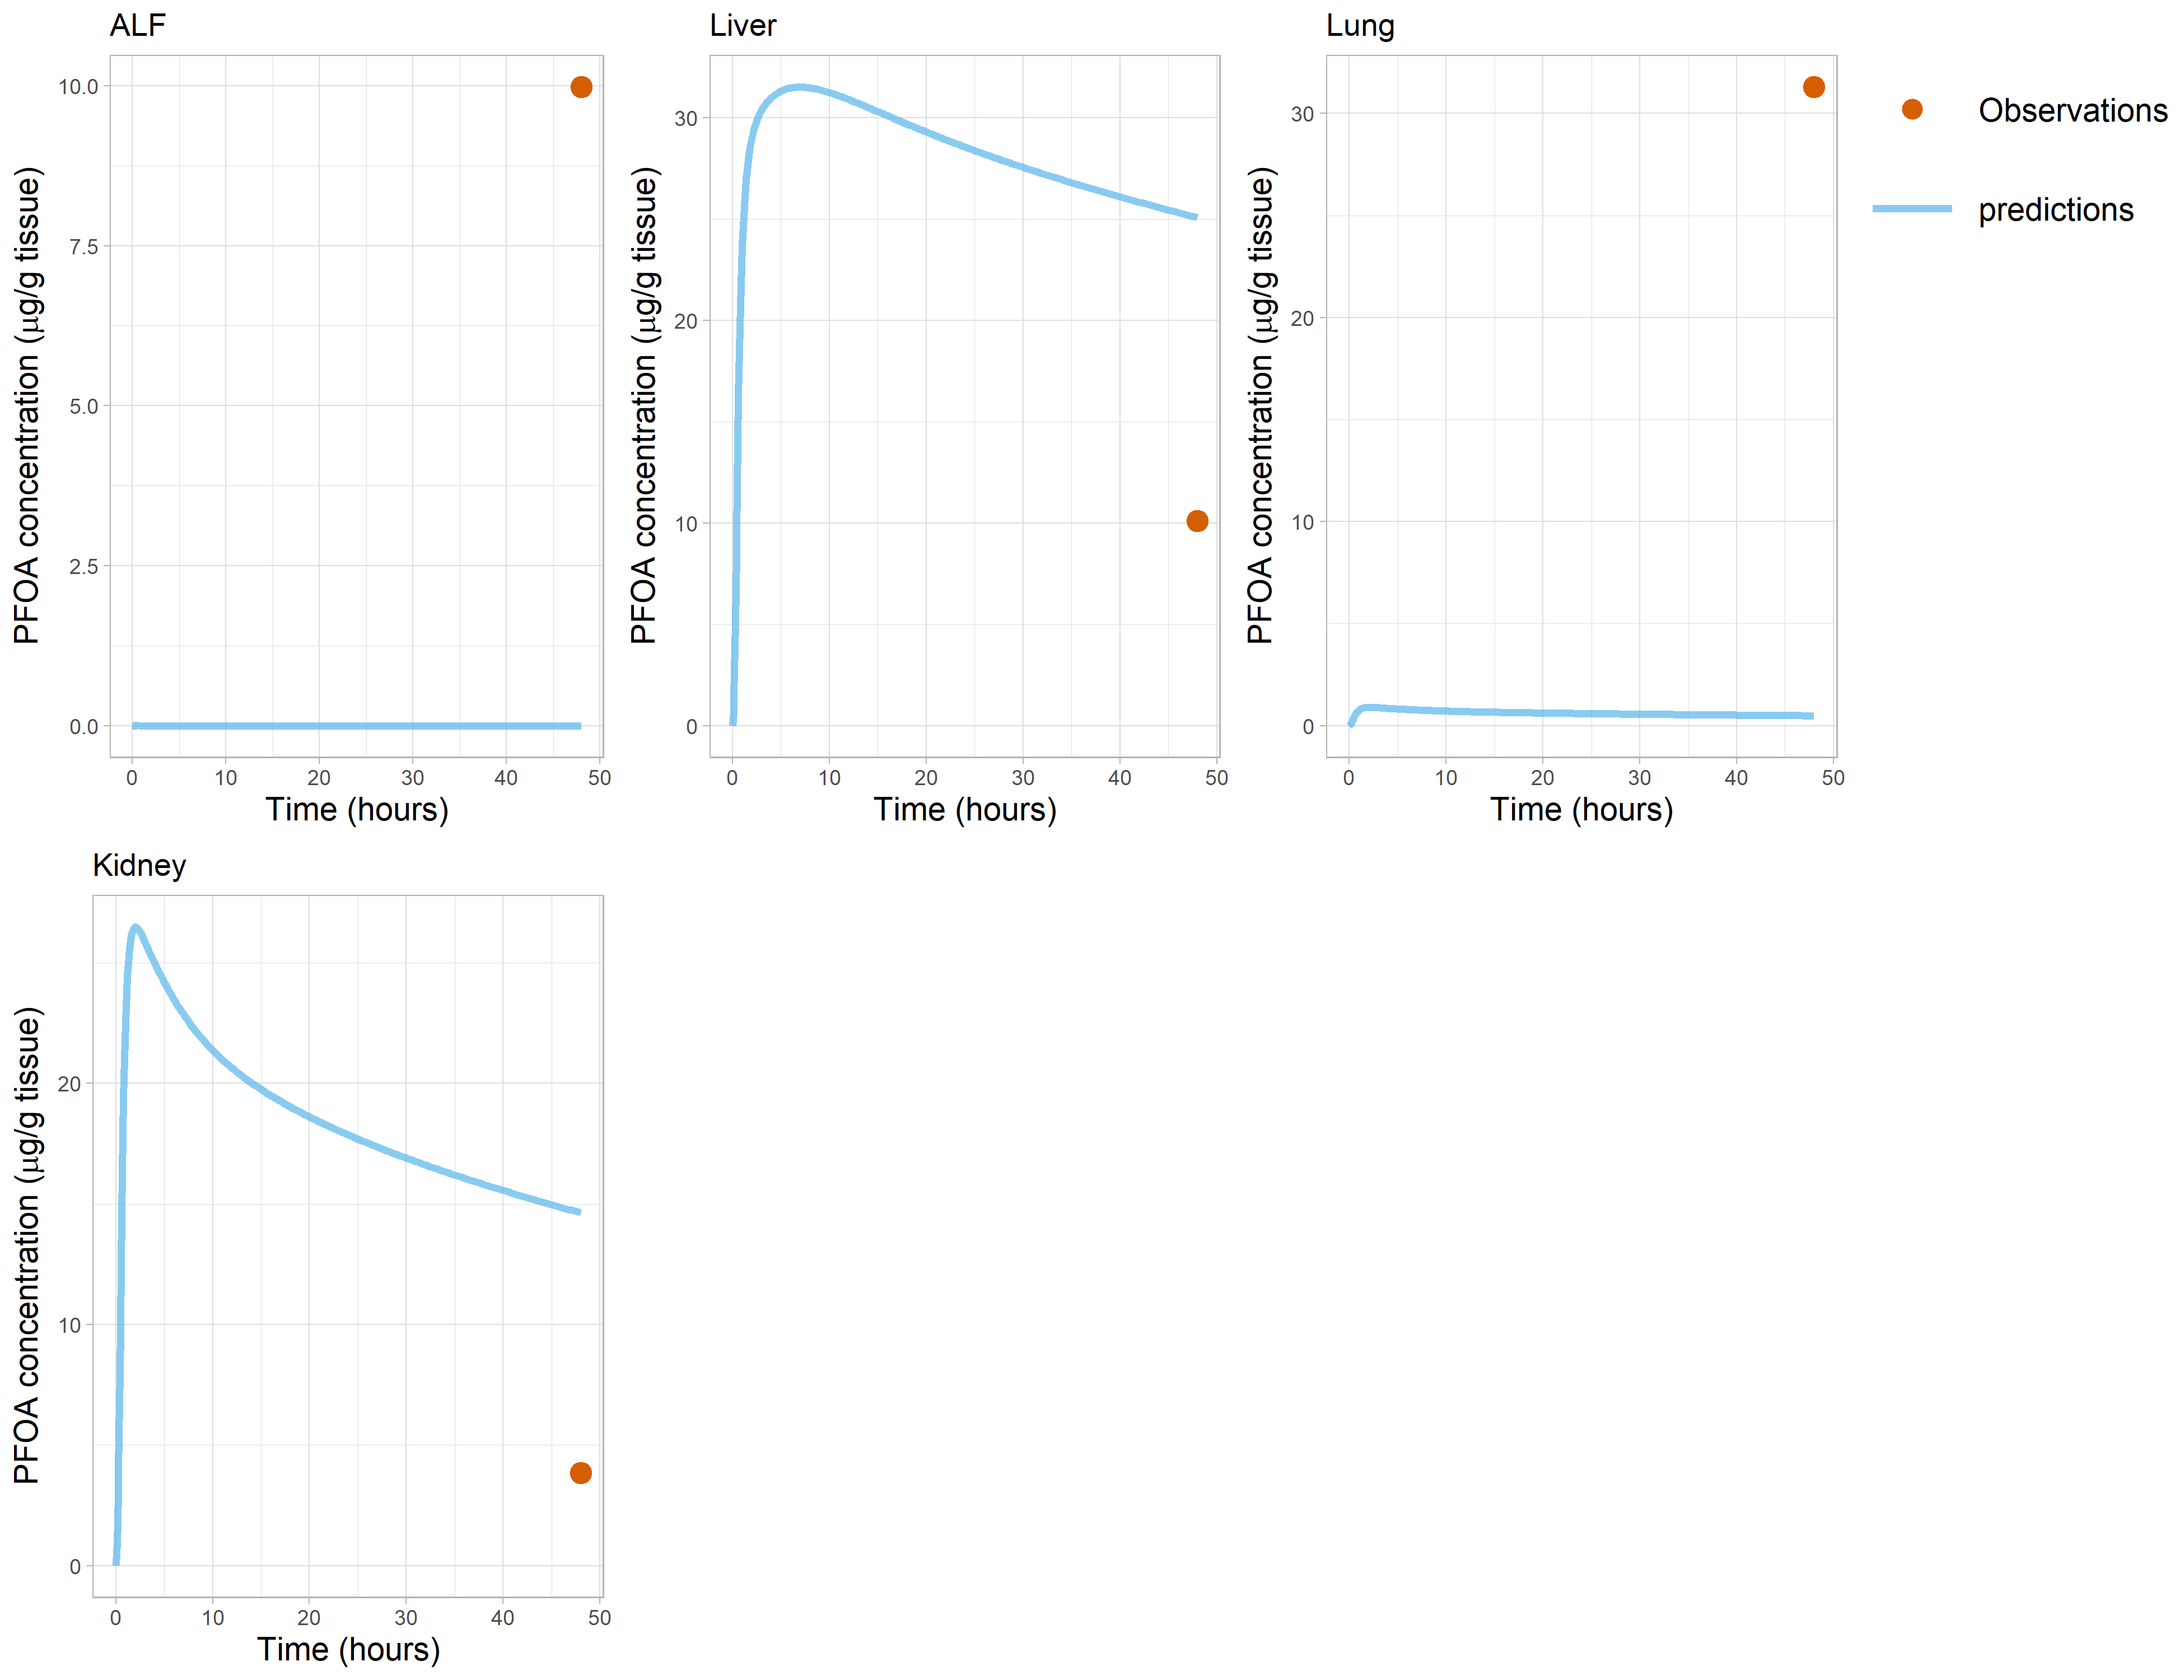 ALF
PFOA concentration (μg/g tissue)
10.0
7.5
5.0
2.5
0.0
0 10 20 30 40 50
Time (hours)
Liver
PFOA concentration (μg/g tissue)
30
20
10
0
0 10 20 30 40 50
Time (hours)
Lung
PFOA concentration (μg/g tissue)
30
20
10
0
0 10 20 30 40 50
Time (hours)
Observations
predictions
Kidney
PFOA concentration (μg/g tissue)
20
10
0
0 10 20 30 40 50
Time (hours)